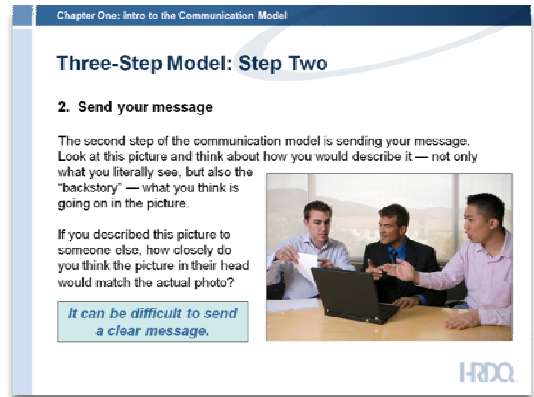 Chapter One: Intro to the Communication Model
Three-Step Model: Step Two
2. Send your message
The second step of the communication model is sending your message.
Look at this picture and think about how you would describe it — not only
what you literally see, but also the
“backstory” — what you think is
going on in the picture.
If you described this picture to
someone else, how closely do
you think the picture in their head
would match the actual photo?
It can be difficult to send
a clear message.
HRDQ